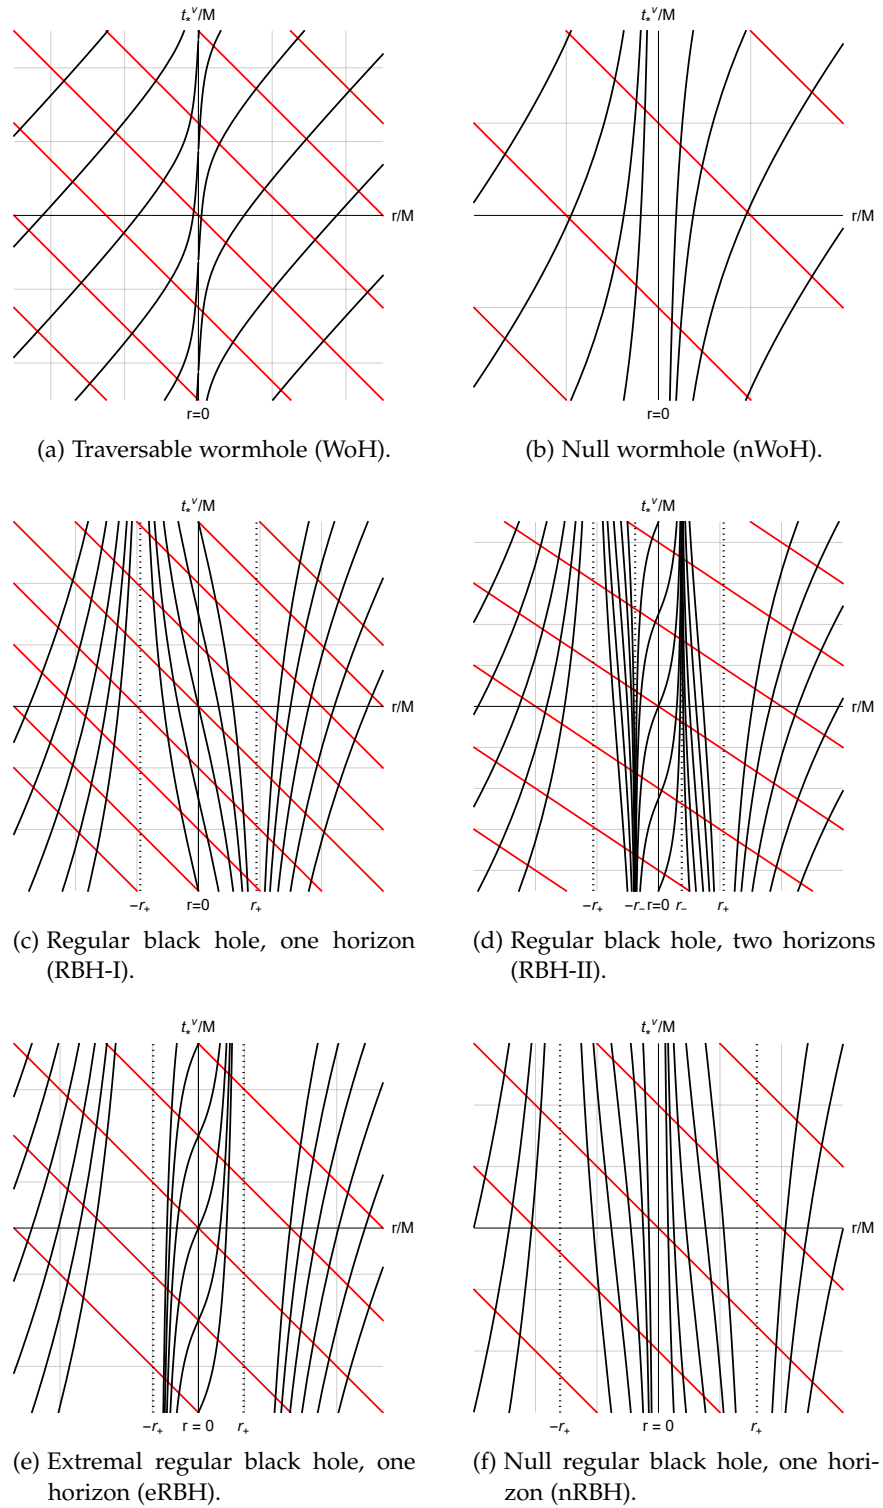 t*ᵛ/M
t*ᵛ/M
r/M
r/M
r=0
r=0
(a) Traversable wormhole (WoH).
(b) Null wormhole (nWoH).
t*ᵛ/M
t*ᵛ/M
r/M
r/M
−r₊ r=0 r₊
−r₊ −r₋ r=0 r₋ r₊
(c) Regular black hole, one horizon
(RBH-I).
(d) Regular black hole, two horizons
(RBH-II).
t*ᵛ/M
t*ᵛ/M
r/M
r/M
−r₊ r = 0 r₊
−r₊ r = 0 r₊
(e) Extremal regular black hole, one
horizon (eRBH).
(f) Null regular black hole, one hori-
zon (nRBH).